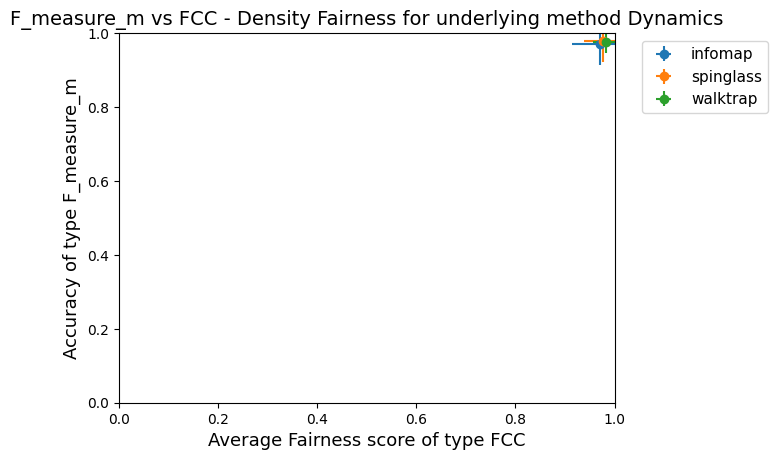 F_measure_m vs FCC - Density Fairness for underlying method Dynamics
infomap
spinglass
walktrap
Accuracy of type F_measure_m
1.0
0.8
0.6
0.4
0.2
0.0
0.0 0.2 0.4 0.6 0.8 1.0
Average Fairness score of type FCC